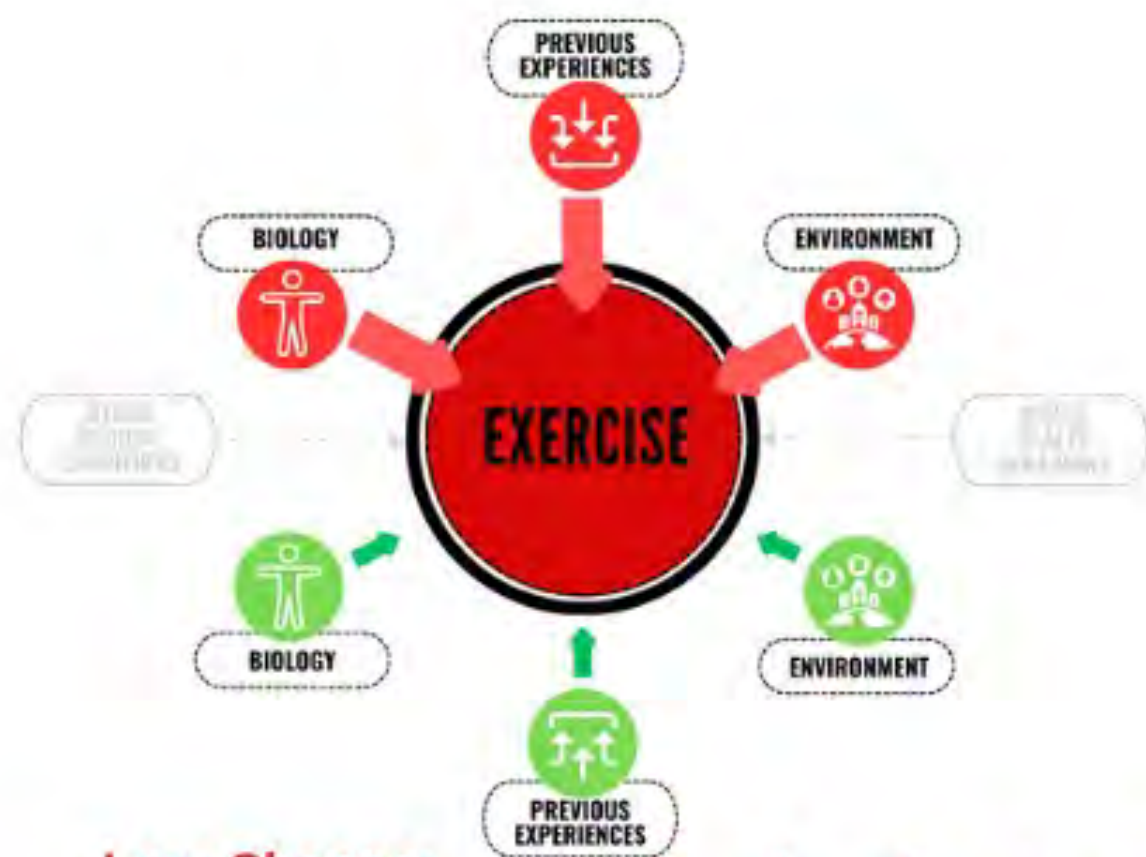 PREVIOUS
EXPERIENCES
BIOLOGY
ENVIRONMENT
EXERCISE
BIOLOGY
ENVIRONMENT
PREVIOUS
EXPERIENCES